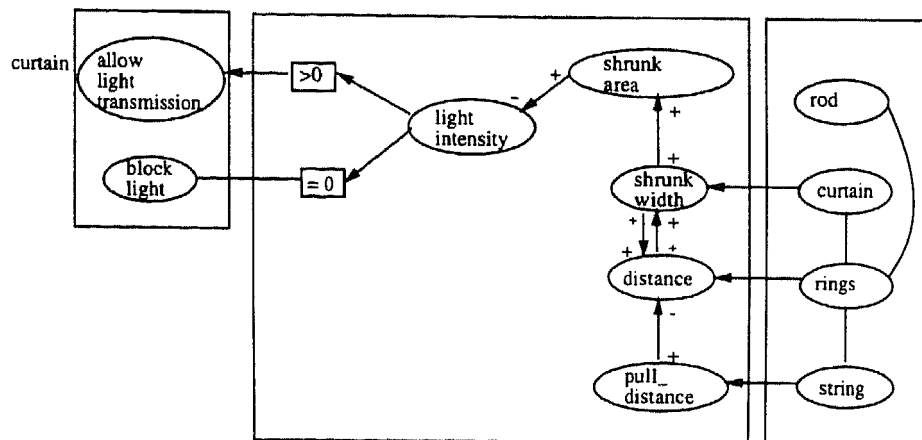 curtain
allow
light
transmission
block
light
>0
= 0
light
intensity
-
+
shrunk
area
+
+
shrunk
width
+
+
+
+
distance
-
+
pull_
distance
rod
curtain
rings
string